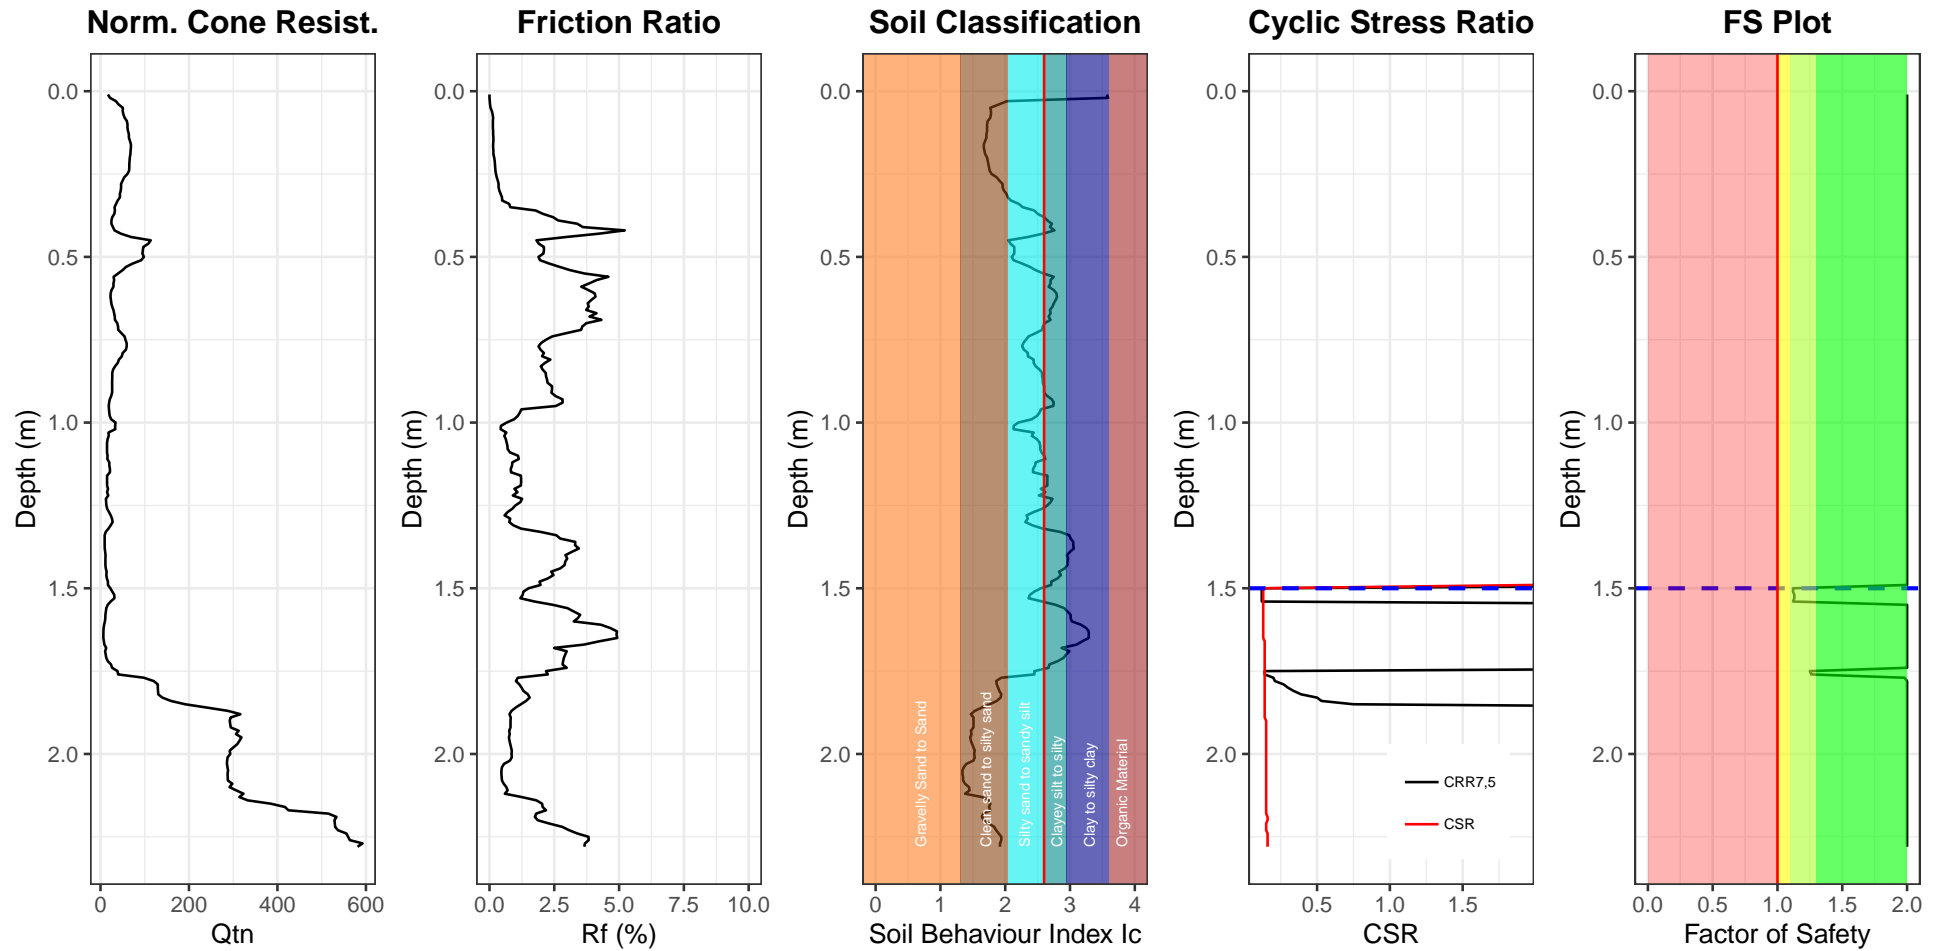 Norm. Cone Resist.
Friction Ratio
Soil Classification
Cyclic Stress Ratio
FS Plot
Depth (m)
0.0
0.5
1.0
1.5
2.0
0
200
400
600
Qtn
Depth (m)
0.0
0.5
1.0
1.5
2.0
0.0
2.5
5.0
7.5
10.0
Rf (%)
Depth (m)
0.0
0.5
1.0
1.5
2.0
Gravelly Sand to Sand
Clean sand to silty sand
Silty sand to sandy silt
Clayey silt to silty
Clay to silty clay
Organic Material
0
1
2
3
4
Soil Behaviour Index Ic
Depth (m)
0.0
0.5
1.0
1.5
2.0
CRR7,5
CSR
0.5
1.0
1.5
CSR
Depth (m)
0.0
0.5
1.0
1.5
2.0
0.0
0.5
1.0
1.5
2.0
Factor of Safety